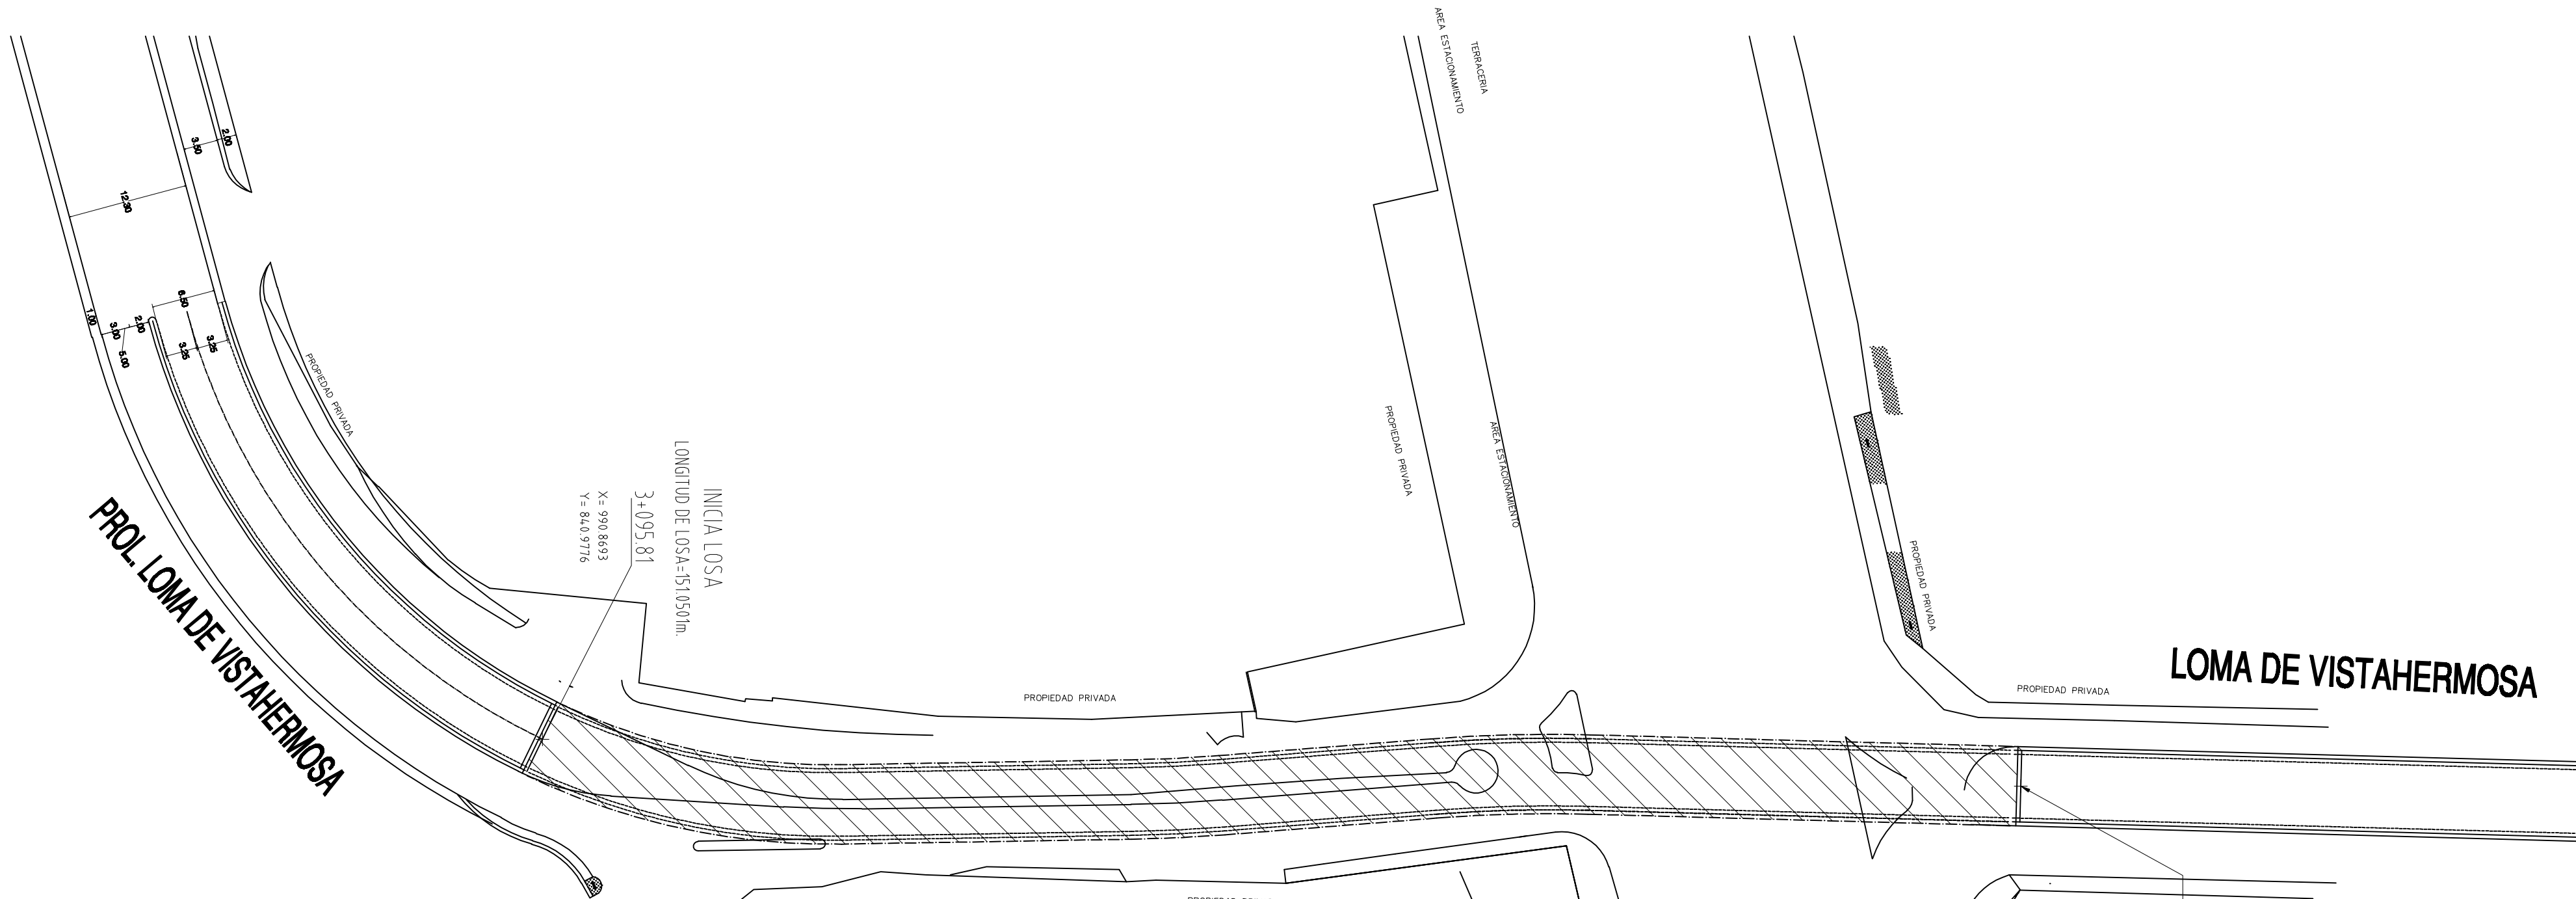 AREA ESTACIONAMIENTO
TERRACERIA
2.00
3.50
12.30
6.50
1.00
3.00
2.00
5.00
3.25
3.25
PROPIEDAD PRIVADA
PROPIEDAD PRIVADA
AREA ESTACIONAMIENTO
INICIA LOSA
LONGITUD DE LOSA=151.0501m.
3+095.81
X= 990.8693
Y= 840.9776
PROL. LOMA DE VISTAHERMOSA
PROPIEDAD PRIVADA
PROPIEDAD PRIVADA
PROPIEDAD PRIVADA
LOMA DE VISTAHERMOSA